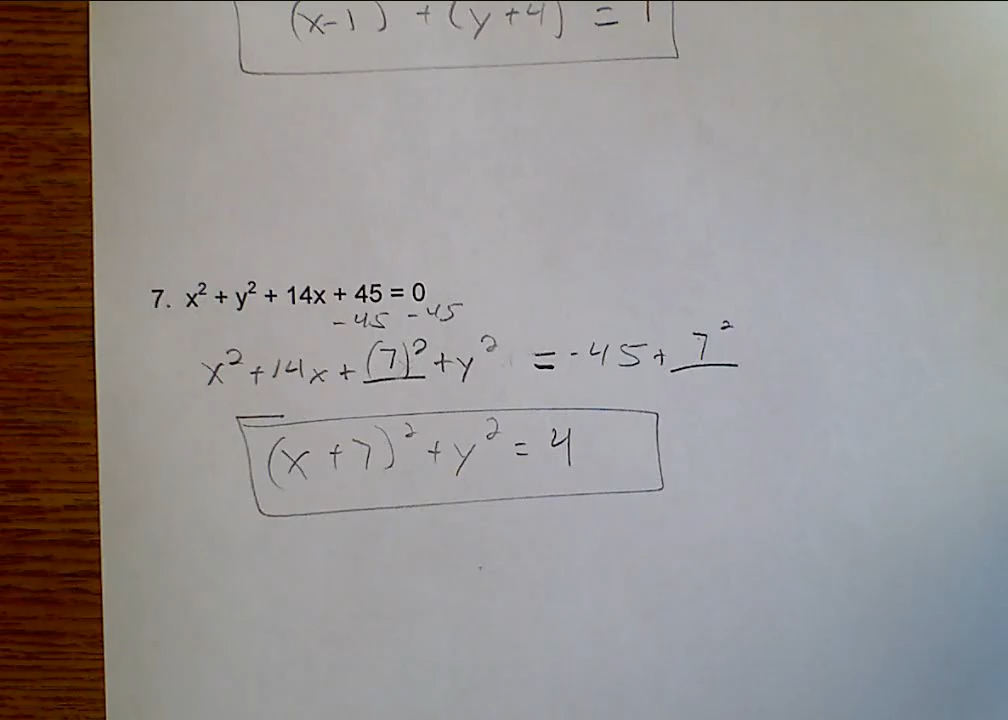 (x-1) + (y+4) = 1
7. x² + y² + 14x + 45 = 0
-45 -45
x² + 14x + (7)² + y² = -45 + 7²
(x + 7)² + y² = 4